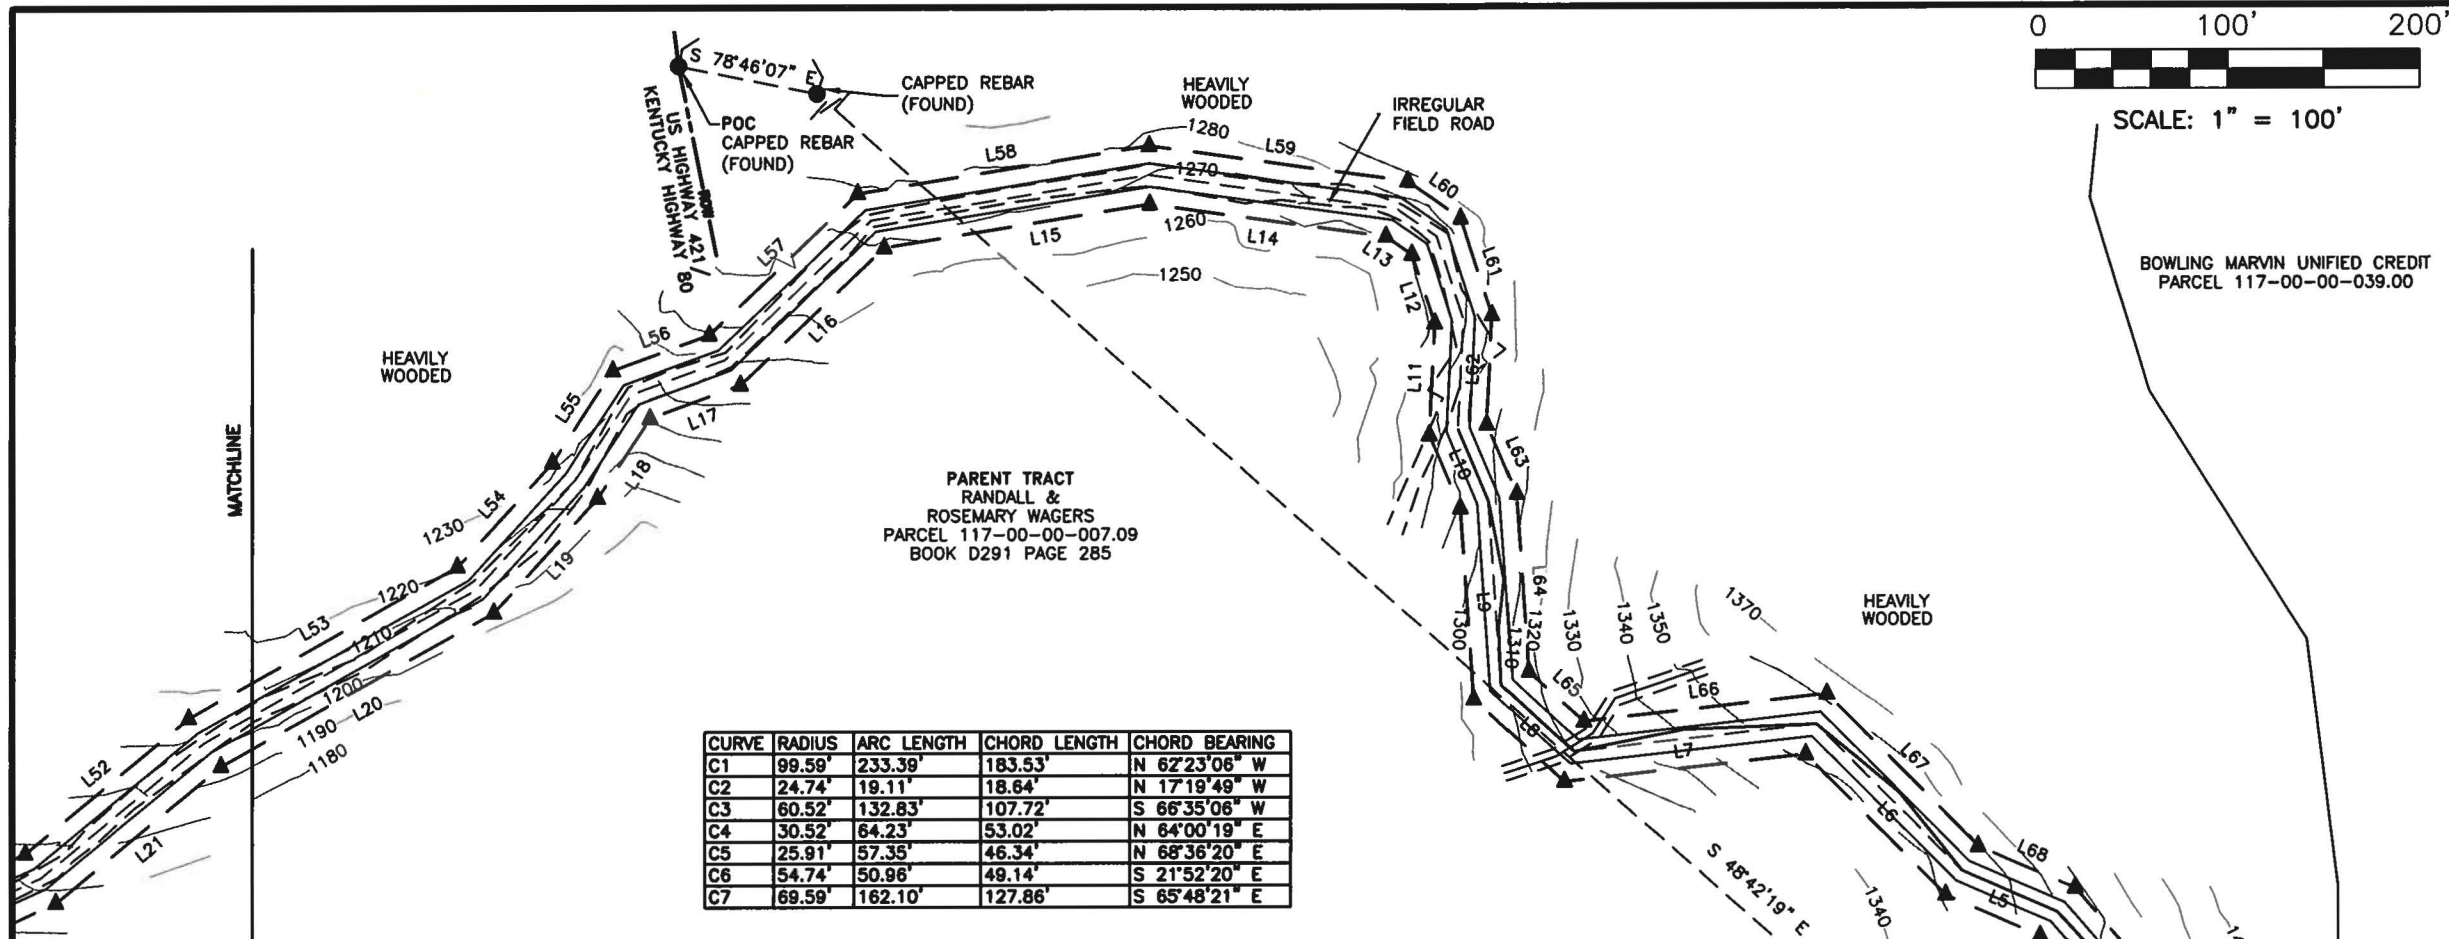 0 100' 200'
SCALE: 1" = 100'
S 78°46'07" E
CAPPED REBAR
(FOUND)
POC
CAPPED REBAR
(FOUND)
ROW
US HIGHWAY 421/
KENTUCKY HIGHWAY 80
HEAVILY
WOODED
IRREGULAR
FIELD ROAD
BOWLING MARVIN UNIFIED CREDIT
PARCEL 117-00-00-039.00
L58
1280
L59
1270
L60
L15
1260
L14
L13
L61
1250
L57
L12
L56
L16
L11
L62
HEAVILY
WOODED
L55
L17
MATCHLINE
L18
L10
L63
PARENT TRACT
RANDALL &
ROSEMARY WAGERS
PARCEL 117-00-00-007.09
BOOK D291 PAGE 285
1230
L54
L19
1220
L53
1210
1200
1190
L20
1180
L52
L21
L9
L64
1300
1310
1320
1330
1340
1350
1370
HEAVILY
WOODED
L65
L66
L8
L7
L67
L6
L68
L5
S 48°42'19" E
1340
CURVE RADIUS ARC LENGTH CHORD LENGTH CHORD BEARING
C1 99.59' 233.39' 183.53' N 62°23'06" W
C2 24.74' 19.11' 18.64' N 17°19'49" W
C3 60.52' 132.83' 107.72' S 66°35'06" W
C4 30.52' 64.23' 53.02' N 64°00'19" E
C5 25.91' 57.35' 46.34' N 68°36'20" E
C6 54.74' 50.96' 49.14' S 21°52'20" E
C7 69.59' 162.10' 127.86' S 65°48'21" E